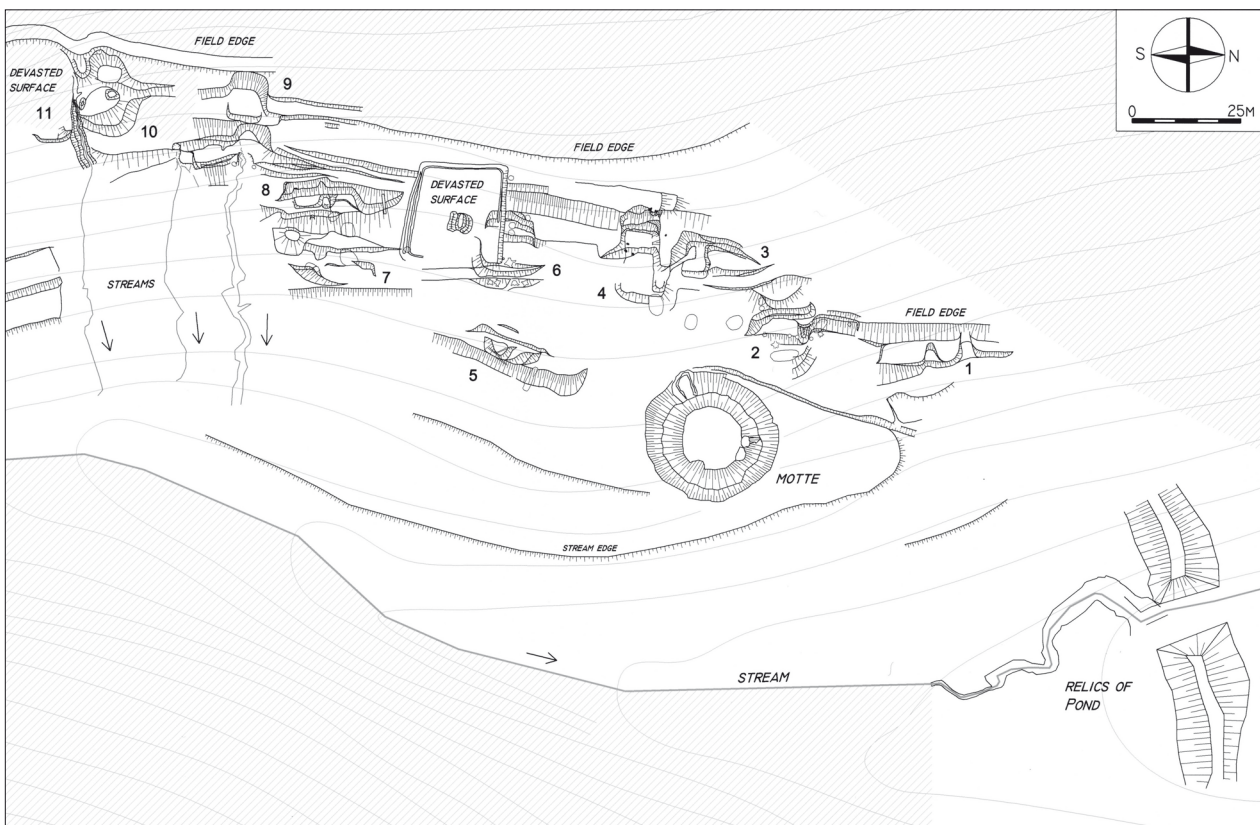 FIELD EDGE
S
N
0
25M
DEVASTED
SURFACE
9
11
10
FIELD EDGE
DEVASTED
SURFACE
8
3
6
7
4
STREAMS
FIELD EDGE
2
1
5
MOTTE
STREAM EDGE
STREAM
RELICS OF
POND